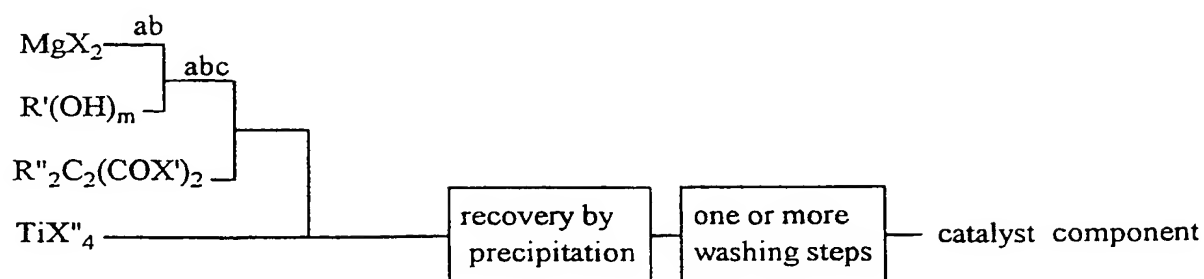 MgX₂
ab
abc
R'(OH)ₘ
R"₂C₂(COX')₂
TiX"₄
recovery by
precipitation
one or more
washing steps
catalyst component